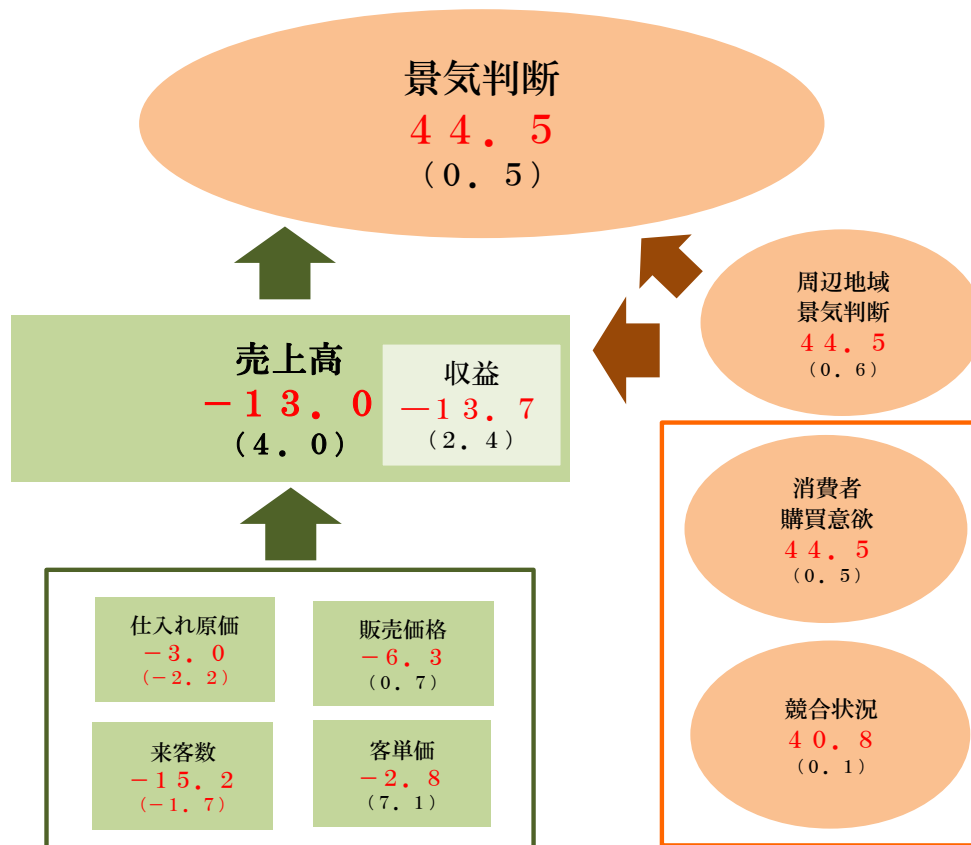 景気判断
４４．５
（０．５）
周辺地域
景気判断
４４．５
（０．６）
売上高
－１３．０
（４．０）
収益
―１３．７
（２．４）
消費者
購買意欲
４４．５
（０．５）
仕入れ原価
－３．０
（－２．２）
販売価格
－６．３
（０．７）
来客数
－１５．２
（－１．７）
客単価
－２．８
（７．１）
競合状況
４０．８
（０．１）